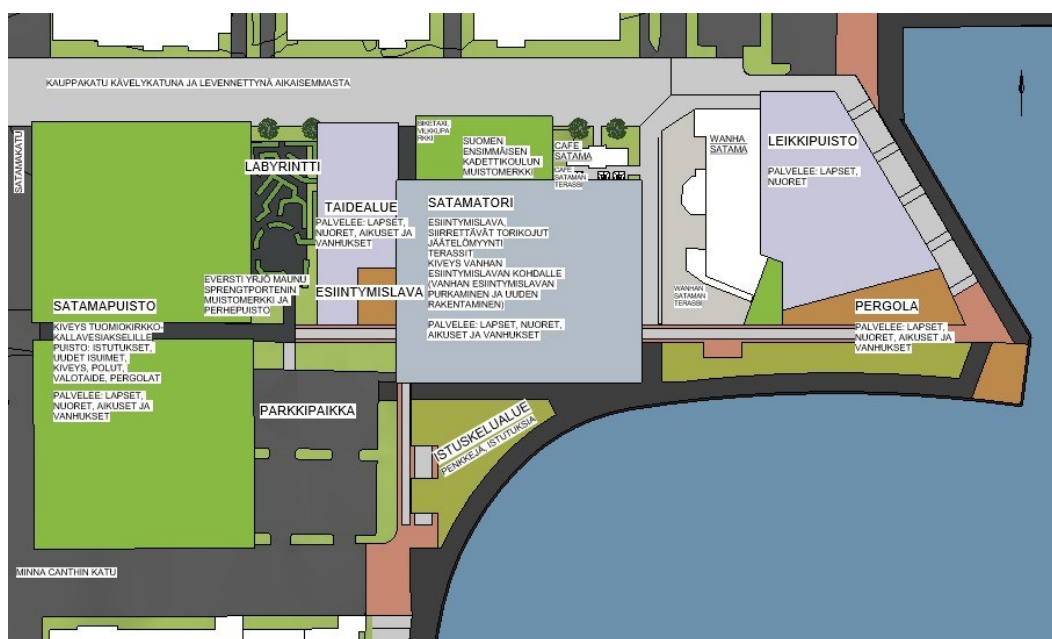 KAUPPAKATU KÄVELYKATUNA JA LEVENNETTYNÄ AIKAISEMMASTA
SATAMAKATU
LABYRINTTI
TAIDEALUE
PALVELEE: LAPSET,
NUORET, AIKUSET JA
VANHUKSET
BIKETAXI,
VILKKUPA
RKKI
SUOMEN
ENSIMMÄISEN
KADETTIKOULUN
MUISTOMERKKI
CAFE
SATAMA
CAFE
SATAMAN
TERASSI
WANHA
SATAMA
WANHAN
SATAMAN
TERASSI
LEIKKIPUISTO
PALVELEE: LAPSET,
NUORET
SATAMATORI
ESIINTYMISLAVA,
SIIRRETTÄVÄT TORIKOJUT
JÄÄTELÖMYYNTI
TERASSIT
KIVEYS VANHAN
ESIINTYMISLAVAN KOHDALLE
(VANHAN ESIINTYMISLAVAN
PURKAMINEN JA UUDEN
RAKENTAMINEN)
PALVELEE: LAPSET, NUORET,
AIKUSET JA VANHUKSET
EVERSTI YRJÖ MAUNU
SPRENGTPORTENIN
MUISTOMERKKI JA
PERHEPUISTO
ESIINTYMISLAVA
SATAMAPUISTO
KIVEYS TUOMIOKIRKKO-
KALLAVESIAKSELILLE
PUISTO: ISTUTUKSET,
UUDET ISUIMET,
KIVEYS, POLUT,
VALOTAIDE, PERGOLAT
PALVELEE: LAPSET,
NUORET, AIKUSET JA
VANHUKSET
PERGOLA
PALVELEE: LAPSET,
NUORET, AIKUSET JA
VANHUKSET
PARKKIPAIKKA
ISTUSKELUALUE
PENKKEJÄ, ISTUTUKSIA
MINNA CANTHIN KATU